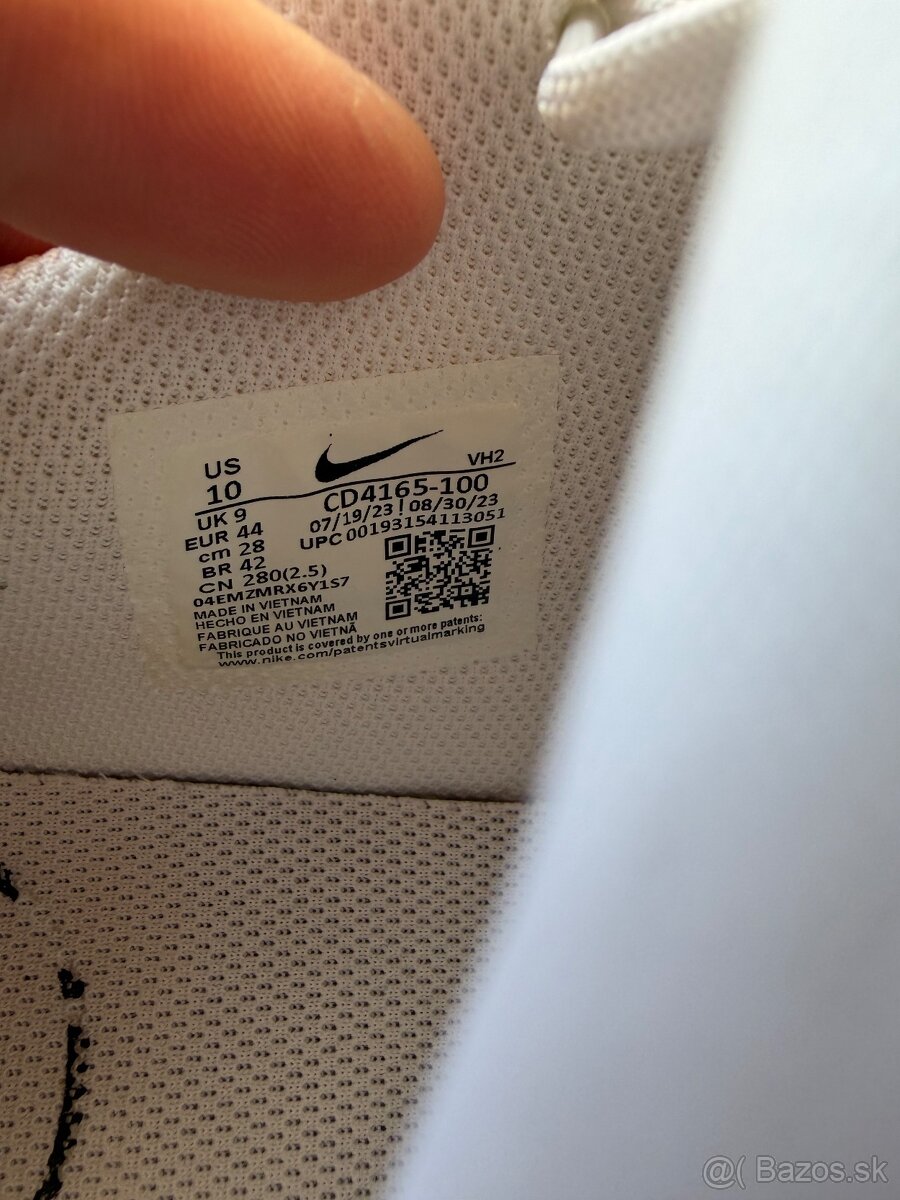 US
10
VH2
UK 9
CD4165-100
EUR 44
07/19/23 | 08/30/23
cm 28
UPC 00193154113051
BR 42
CN 280(2.5)
04EMZMRX6Y1S7
MADE IN VIETNAM
HECHO EN VIETNAM
FABRIQUE AU VIETNAM
FABRICADO NO VIETNÃ
This product is covered by one or more patents:
www.nike.com/patentsvirtualmarking
@( Bazos.sk